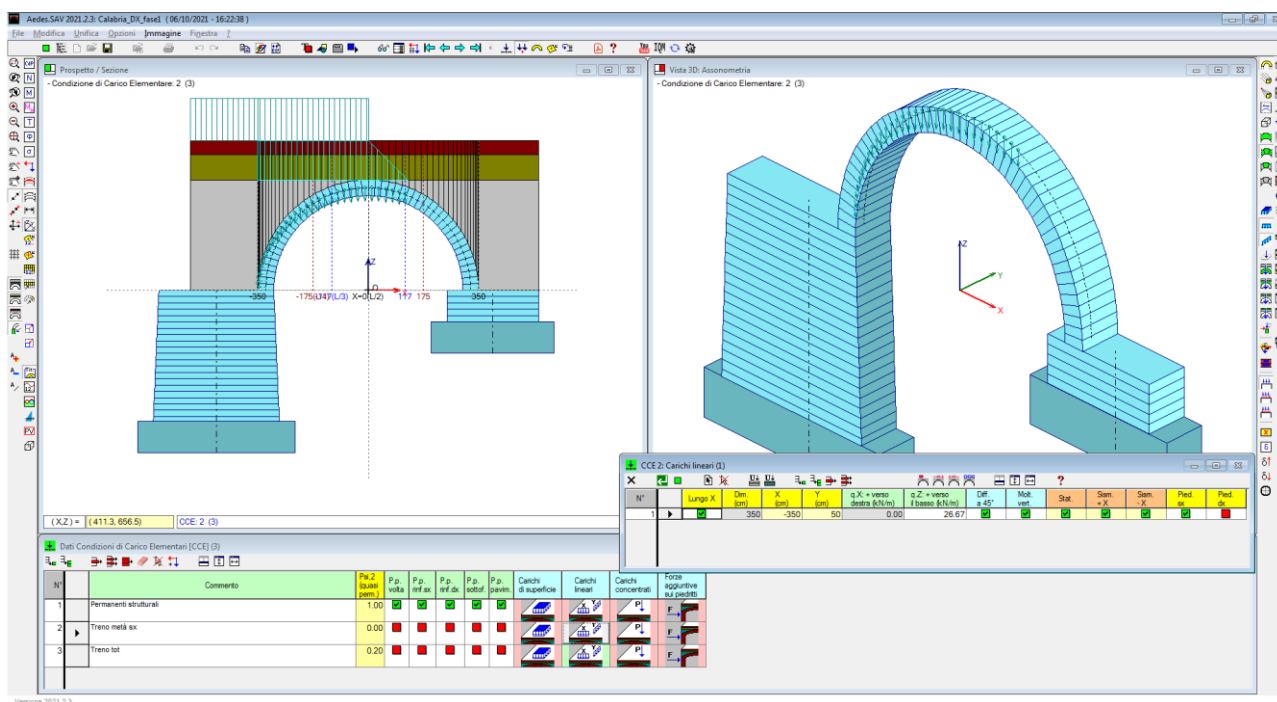 Aedes.SAV 2021.2.3: Calabria_DX_fase1 ( 06/10/2021 - 16:22:38 )
File Modifica Unifica Opzioni Immagine Finestra ?
Prospetto / Sezione
- Condizione di Carico Elementare: 2 (3)
Z
-350
X=0(L/2)
177 175
350
(X,Z) = ( 411.3, 656.5) CCE: 2 (3)
Vista 3D: Assonometria
- Condizione di Carico Elementare: 2 (3)
Z
Y
X
CCE 2: Carichi lineari (1)
N° Lungo X Dim. (cm) X (cm) Y (cm) q.X: + verso destra (kN/m) q.Z: + verso il basso (kN/m) Diff. a 45° Molt. vert. Stat. Sism. + X Sism. - X Pied. sx Pied. dx
1 350 -350 50 0.00 26.67
Dati Condizioni di Carico Elementari [CCE] (3)
N° Commento Psi.2 (quasi perm.) P.p. volta P.p. rinf.sx P.p. rinf.dx P.p. sottof. P.p. pavim. Carichi di superficie Carichi lineari Carichi concentrati Forze aggiuntive sui piedritti
1 Permanenti strutturali 1.00
2 Treno metà sx 0.00
3 Treno tot 0.20
Versione 2021.2.3